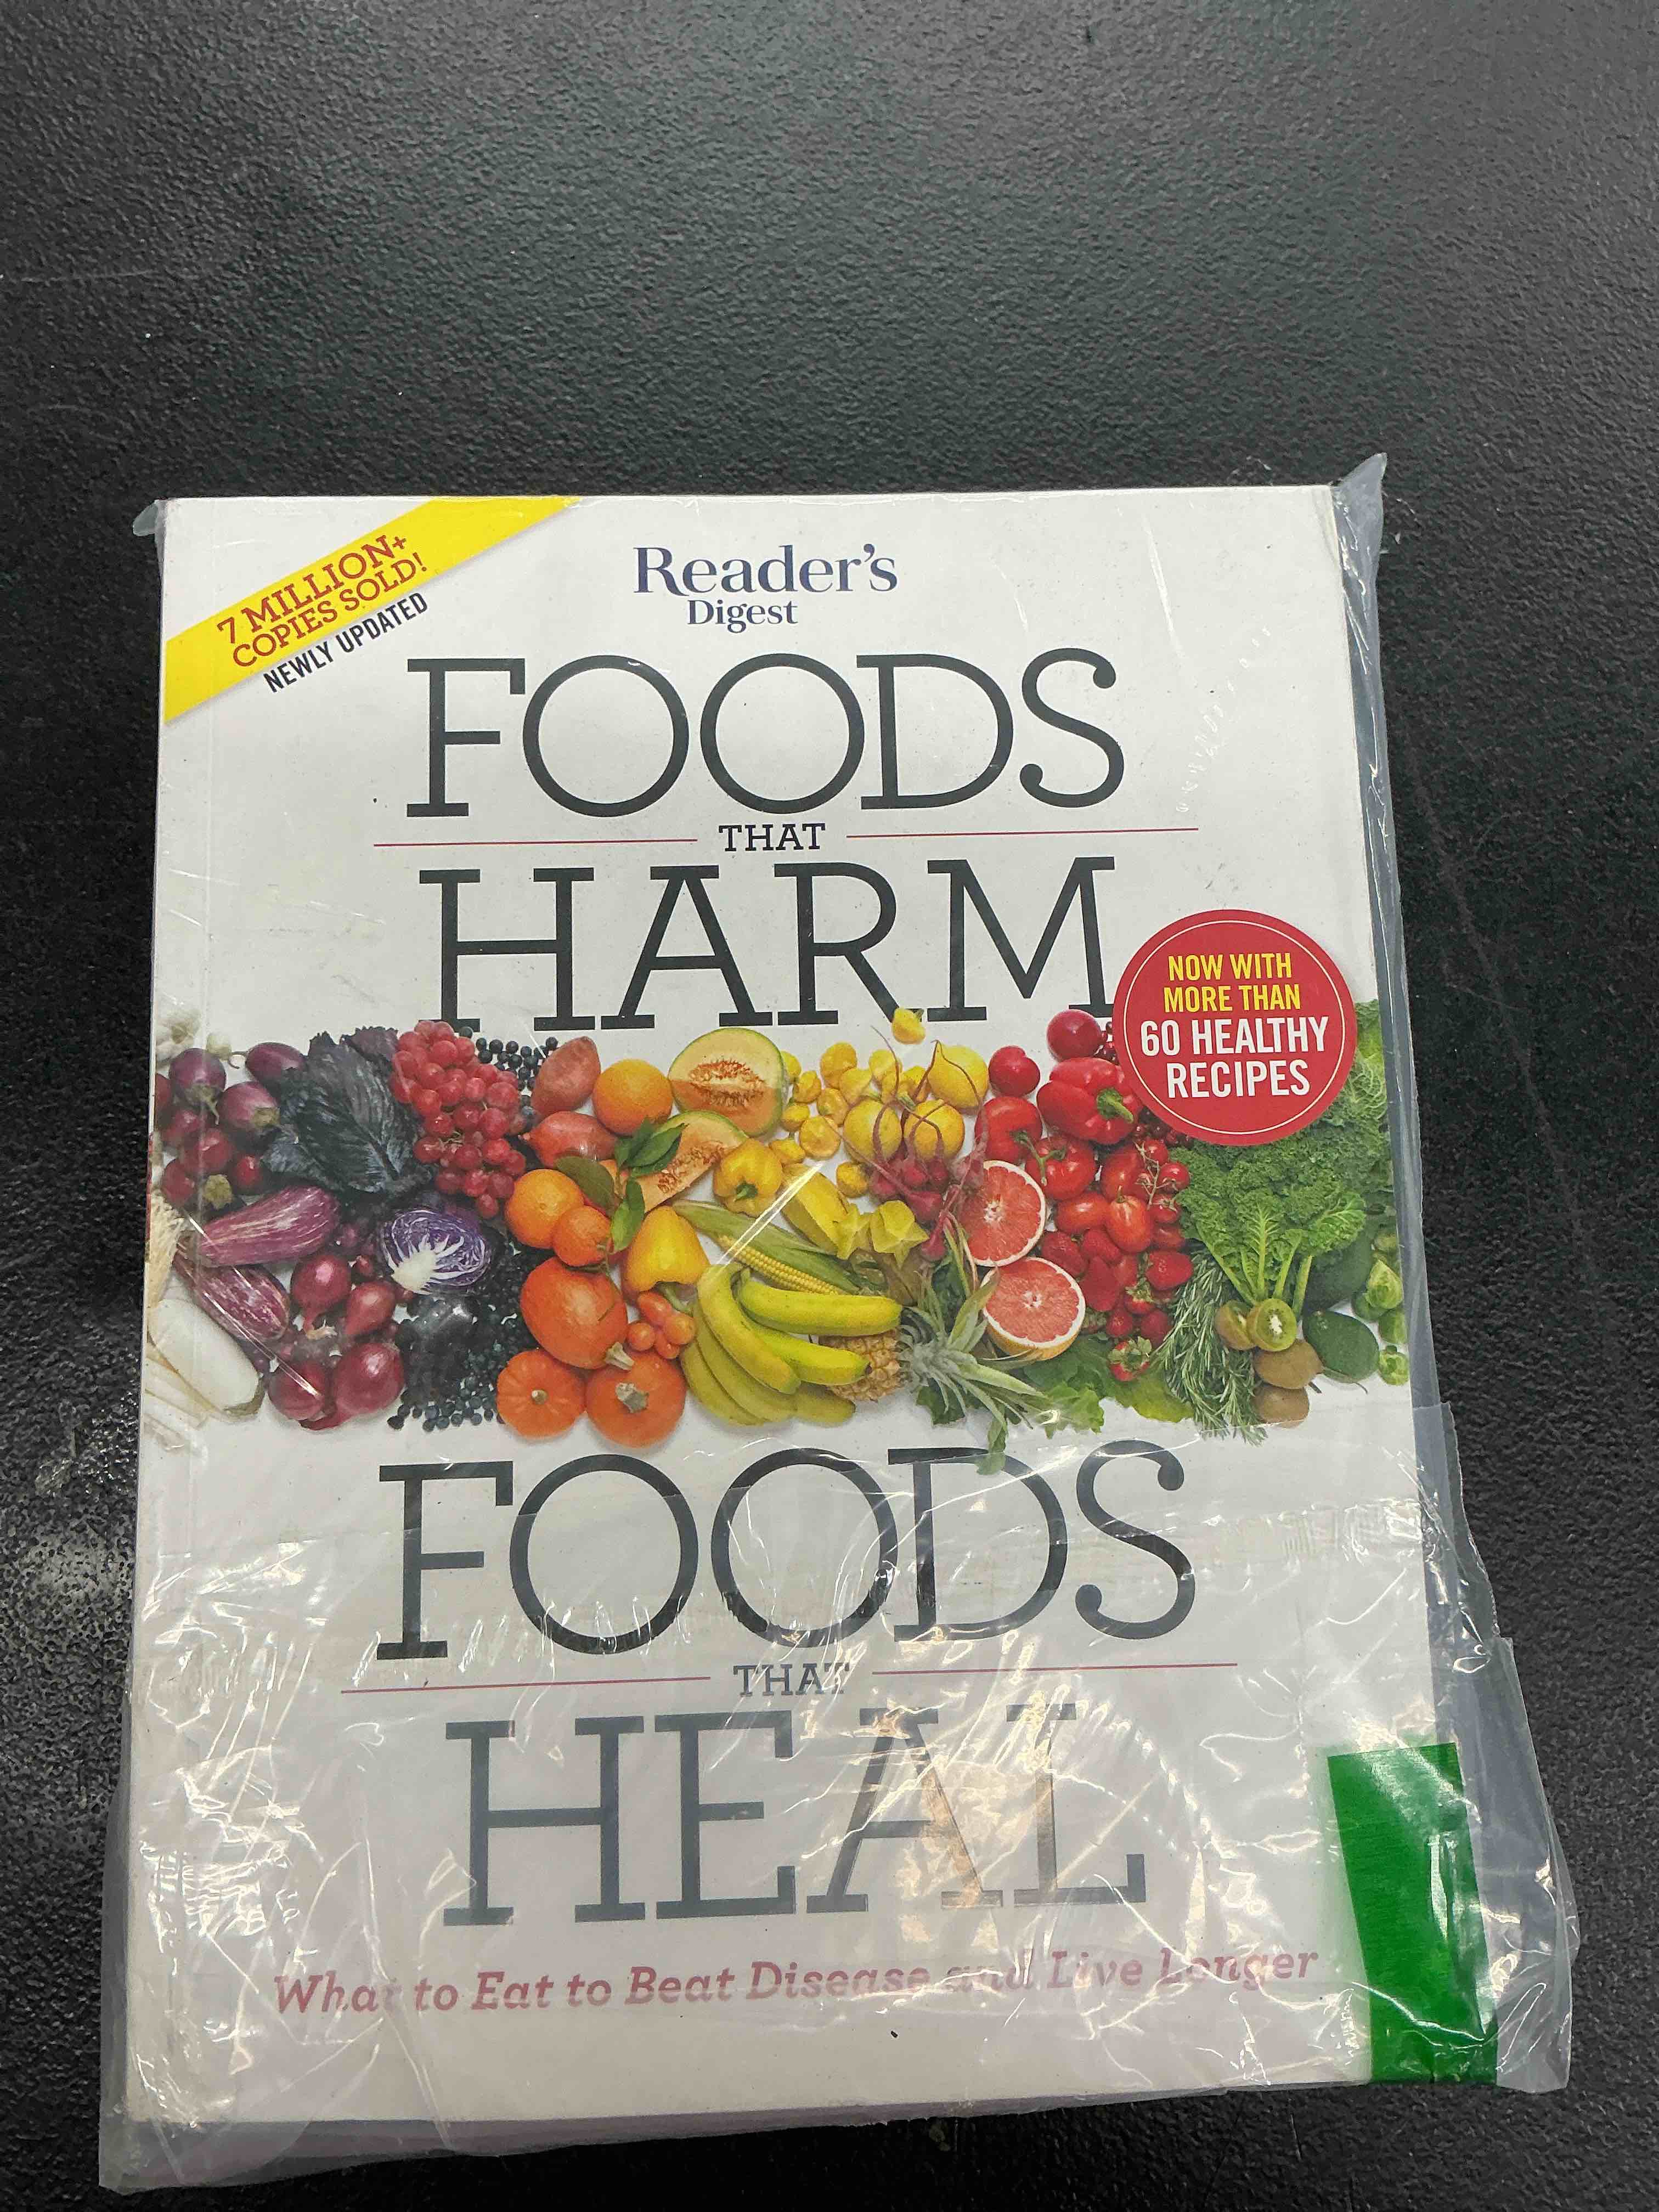 7 MILLION+
COPIES SOLD!
NEWLY UPDATED
Reader's
Digest
FOODS
THAT
HARM
NOW WITH
MORE THAN
60 HEALTHY
RECIPES
FOODS
THAT
HEAL
What to Eat to Beat Disease and Live Longer